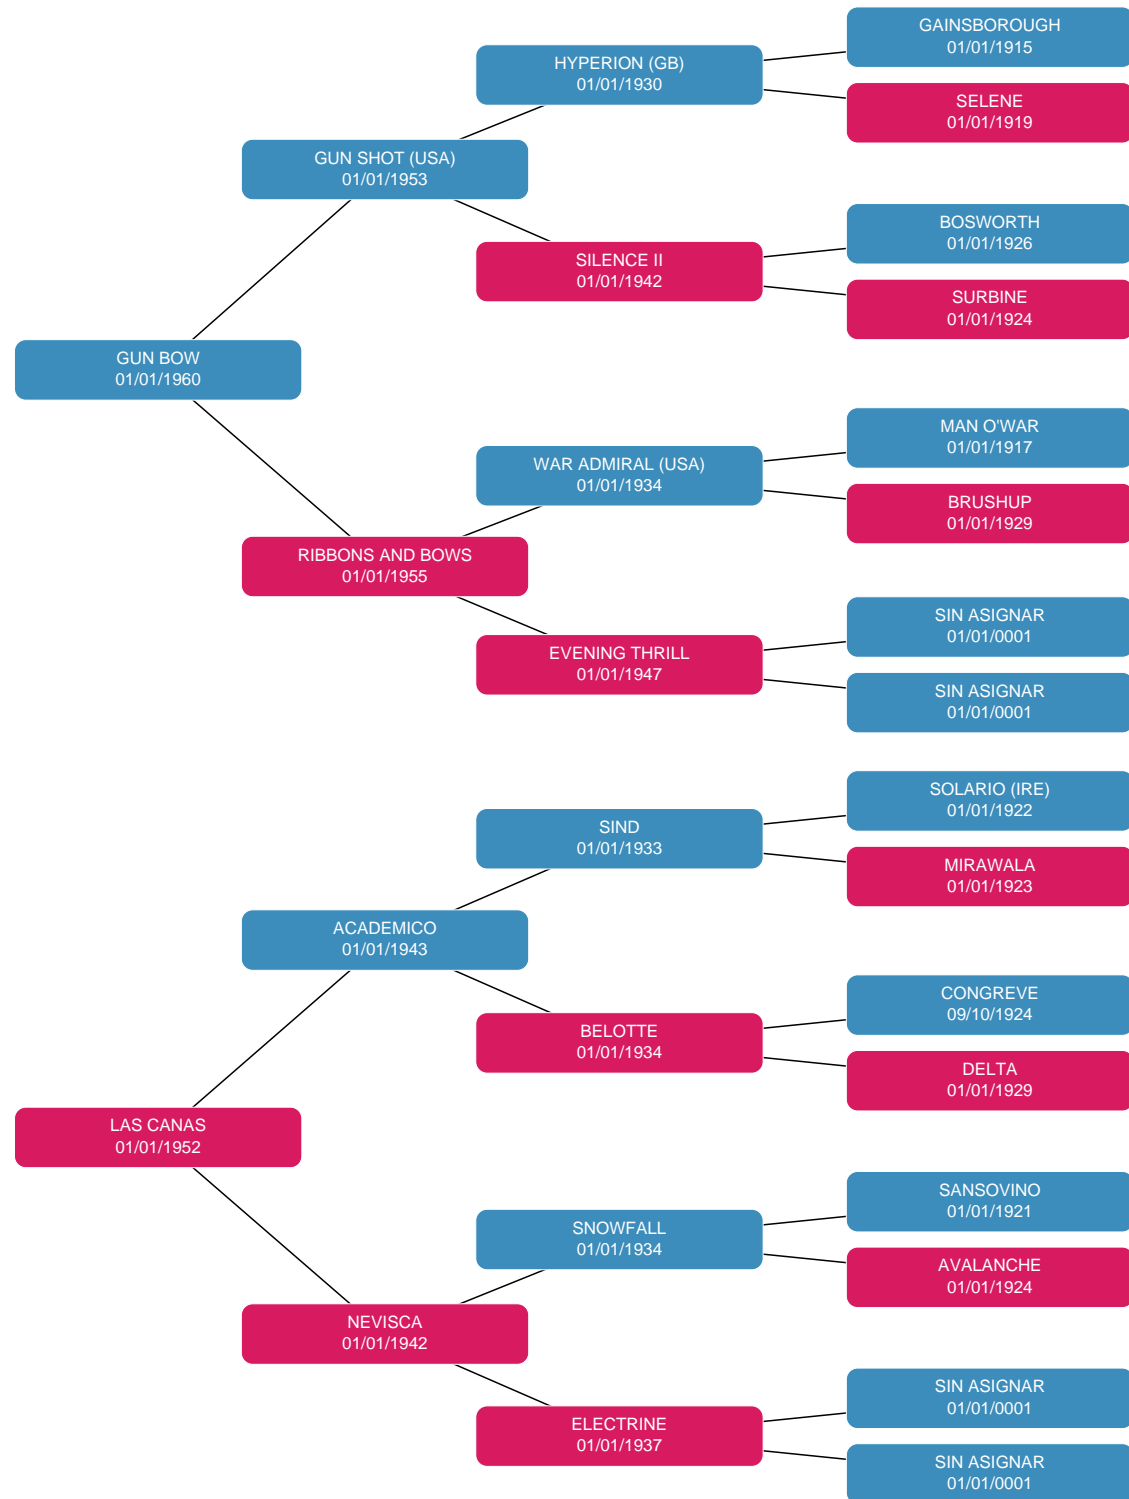 GAINSBOROUGH
01/01/1915
HYPERION (GB)
01/01/1930
SELENE
01/01/1919
GUN SHOT (USA)
01/01/1953
BOSWORTH
01/01/1926
SILENCE II
01/01/1942
SURBINE
01/01/1924
GUN BOW
01/01/1960
MAN O'WAR
01/01/1917
WAR ADMIRAL (USA)
01/01/1934
BRUSHUP
01/01/1929
RIBBONS AND BOWS
01/01/1955
SIN ASIGNAR
01/01/0001
EVENING THRILL
01/01/1947
SIN ASIGNAR
01/01/0001
SOLARIO (IRE)
01/01/1922
SIND
01/01/1933
MIRAWALA
01/01/1923
ACADEMICO
01/01/1943
CONGREVE
09/10/1924
BELOTTE
01/01/1934
DELTA
01/01/1929
LAS CANAS
01/01/1952
SANSOVINO
01/01/1921
SNOWFALL
01/01/1934
AVALANCHE
01/01/1924
NEVISCA
01/01/1942
SIN ASIGNAR
01/01/0001
ELECTRINE
01/01/1937
SIN ASIGNAR
01/01/0001